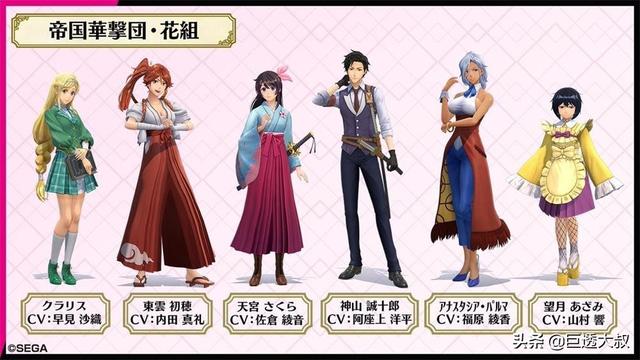 帝国華撃団・花組
クラリス
CV：早見 沙織
東雲 初穂
CV：内田 真礼
天宮 さくら
CV：佐倉 綾音
神山 誠十郎
CV：阿座上 洋平
アナスタシア・パルマ
CV：福原 綾香
望月 あざみ
CV：山村 響
©SEGA
头条 @巨透大叔